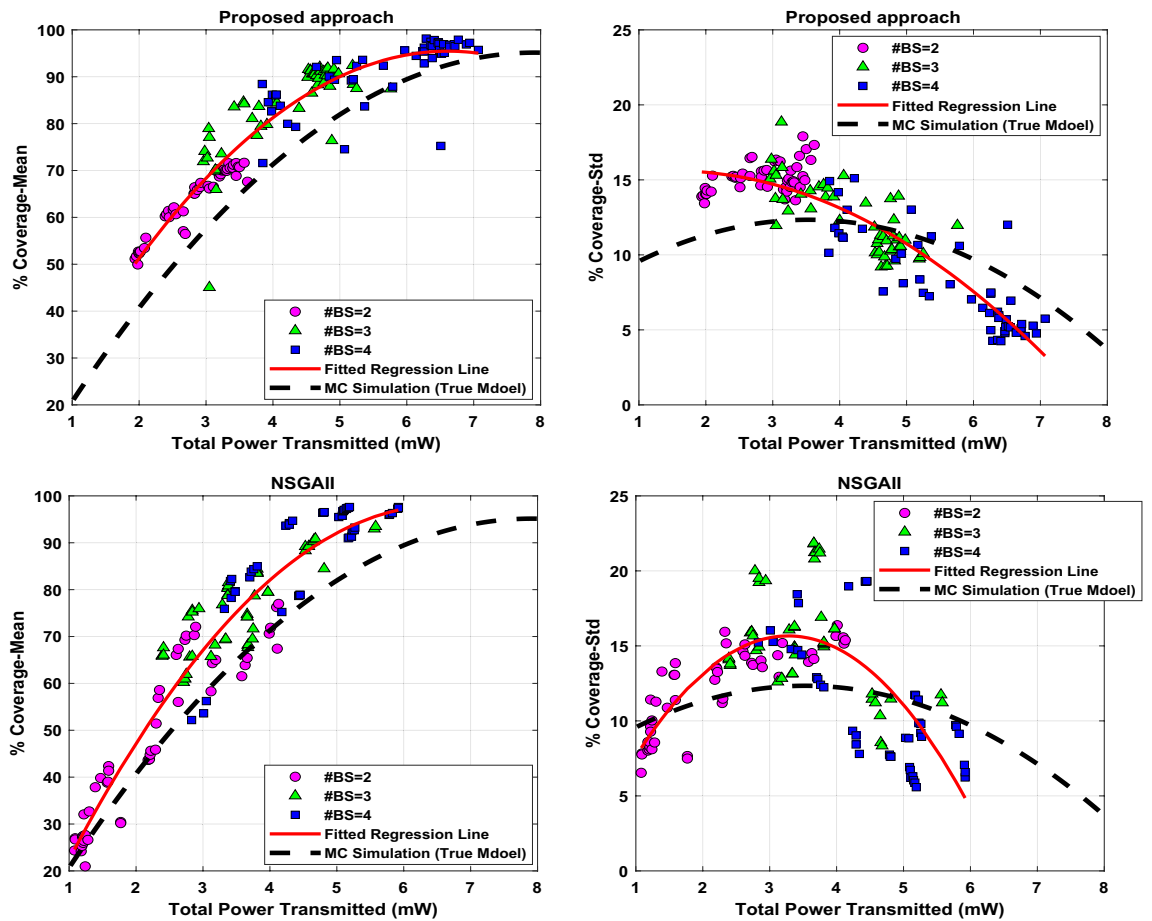 Proposed approach
% Coverage-Mean
100
90
80
70
60
50
40
30
20
1 2 3 4 5 6 7 8
Total Power Transmitted (mW)
#BS=2
#BS=3
#BS=4
Fitted Regression Line
MC Simulation (True Mdoel)
Proposed approach
% Coverage-Std
25
20
15
10
5
0
1 2 3 4 5 6 7 8
Total Power Transmitted (mW)
#BS=2
#BS=3
#BS=4
Fitted Regression Line
MC Simulation (True Mdoel)
NSGAII
% Coverage-Mean
100
90
80
70
60
50
40
30
20
1 2 3 4 5 6 7 8
Total Power Transmitted (mW)
#BS=2
#BS=3
#BS=4
Fitted Regression Line
MC Simulation (True Mdoel)
NSGAII
% Coverage-Std
25
20
15
10
5
0
1 2 3 4 5 6 7 8
Total Power Transmitted (mW)
#BS=2
#BS=3
#BS=4
Fitted Regression Line
MC Simulation (True Mdoel)